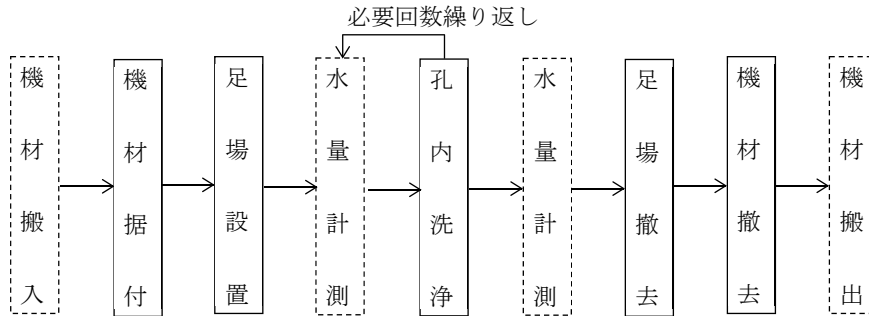 必要回数繰り返し
機材搬入
機材据付
足場設置
水量計測
孔内洗浄
水量計測
足場撤去
機材撤去
機材搬出